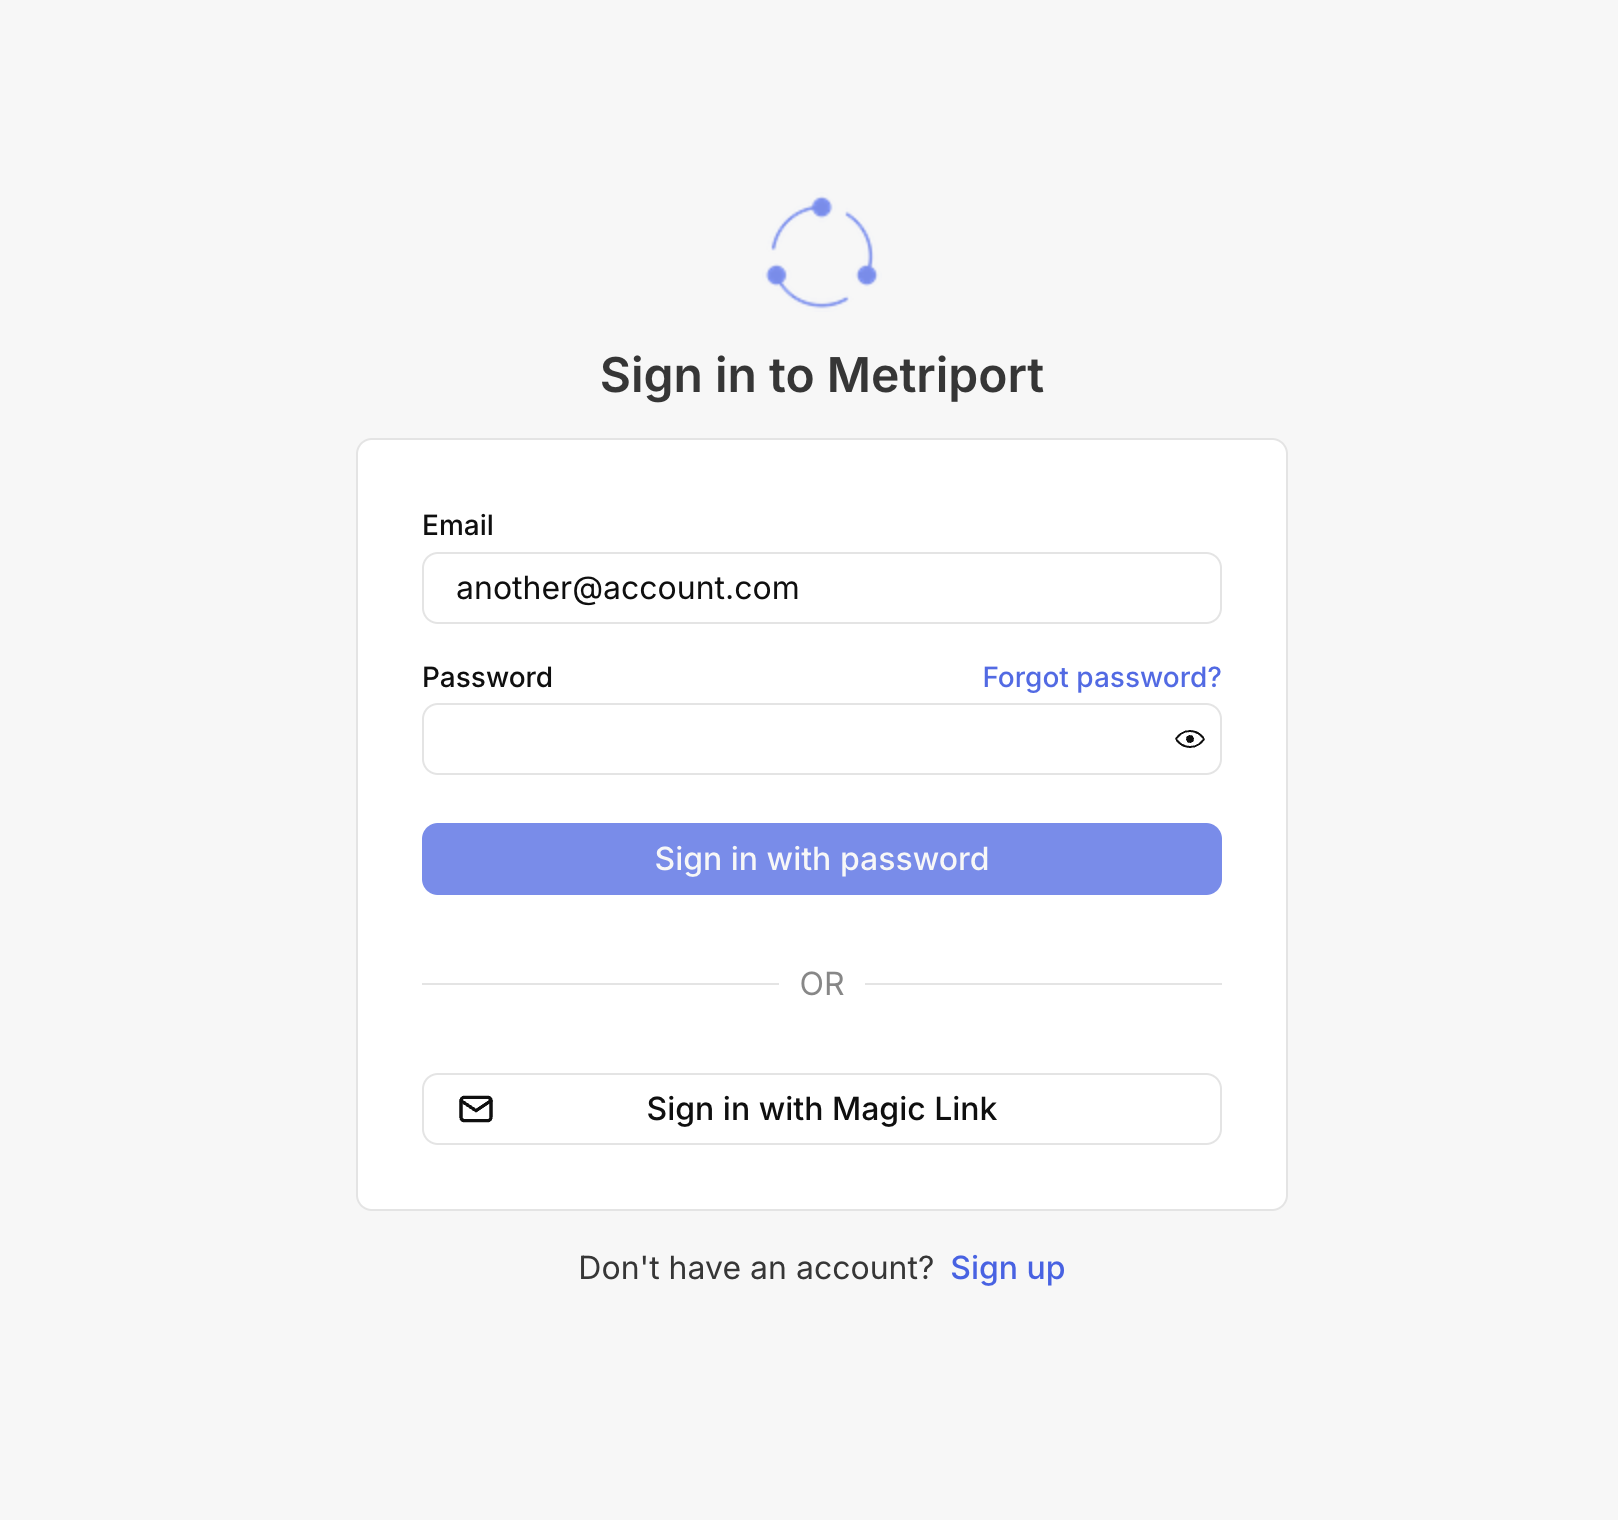 Sign in to Metriport
Email
another@account.com
Password Forgot password?
Sign in with password
OR
Sign in with Magic Link
Don't have an account? Sign up